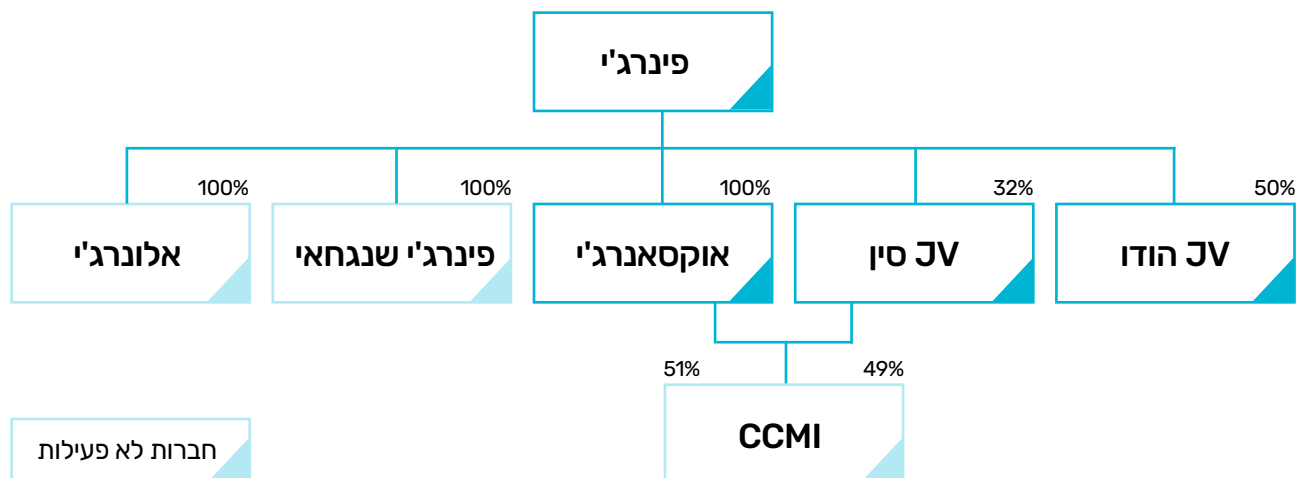 פינרג'י
100%
100%
100%
32%
50%
אלונרג'י
פינרג'י שנגחאי
אוקסאנרג'י
JV סין
JV הודו
51%
49%
CCMI
חברות לא פעילות